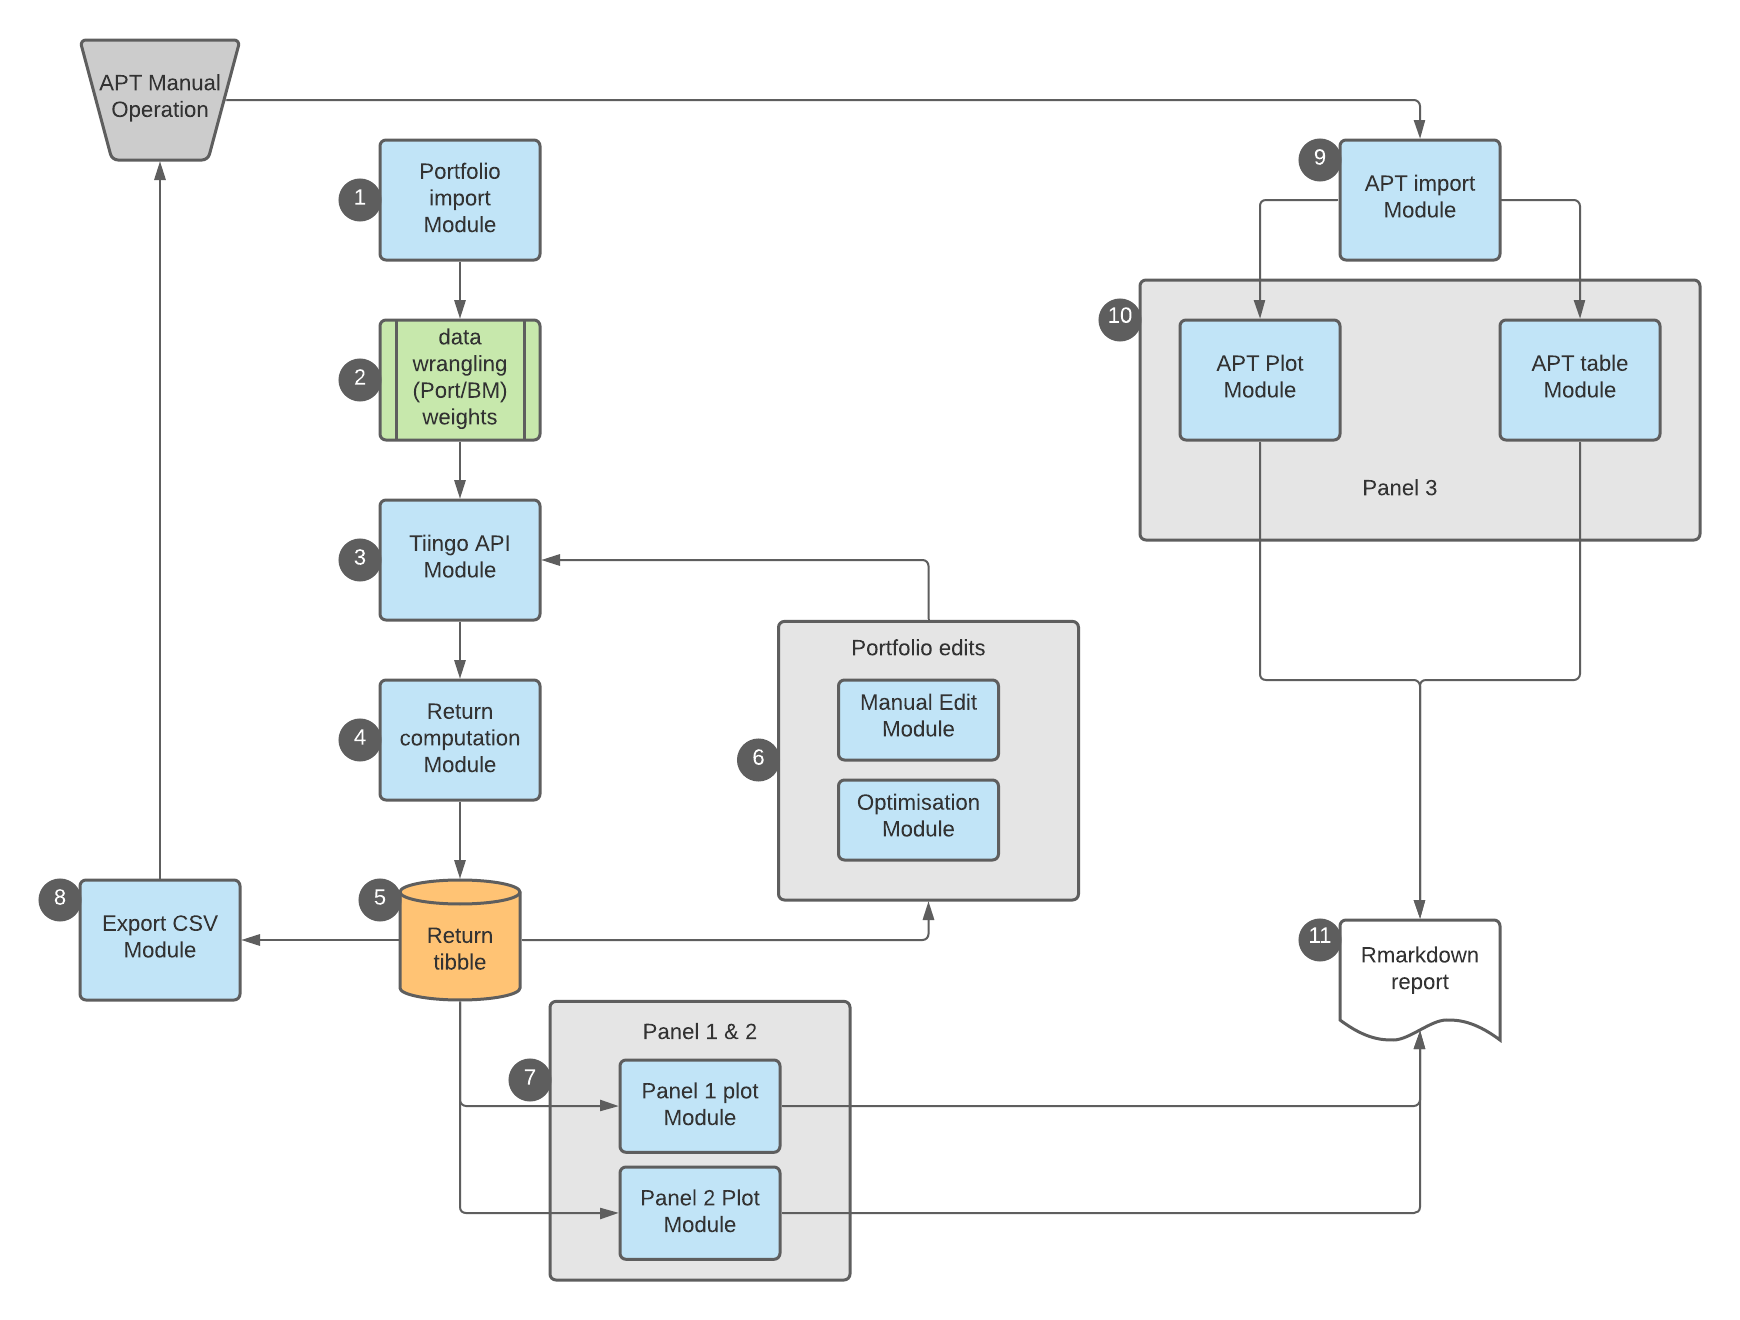 APT Manual
Operation
1
Portfolio
import
Module
2
data
wrangling
(Port/BM)
weights
3
Tiingo API
Module
4
Return
computation
Module
5
Return
tibble
6
Portfolio edits
Manual Edit
Module
Optimisation
Module
7
Panel 1 & 2
Panel 1 plot
Module
Panel 2 Plot
Module
8
Export CSV
Module
9
APT import
Module
10
APT Plot
Module
APT table
Module
Panel 3
11
Rmarkdown
report